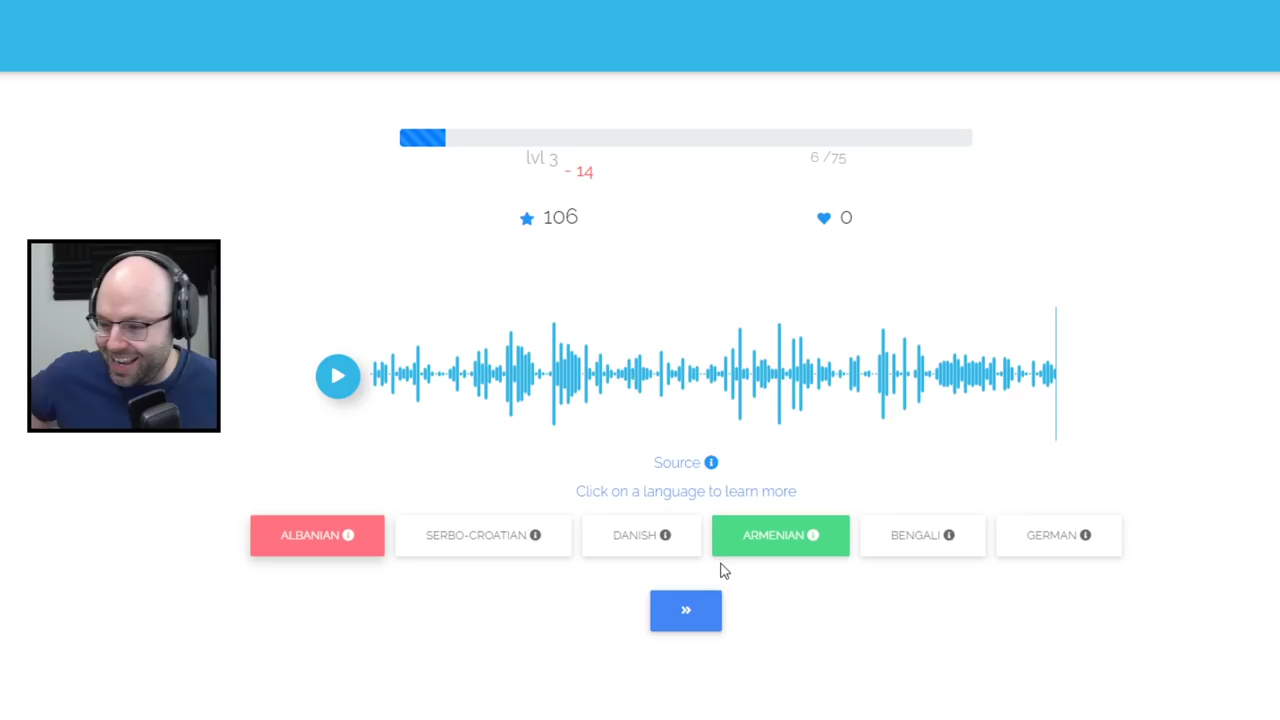 lvl 3
- 14
6 /75
106
0
Source
Click on a language to learn more
ALBANIAN
SERBO-CROATIAN
DANISH
ARMENIAN
BENGALI
GERMAN
»